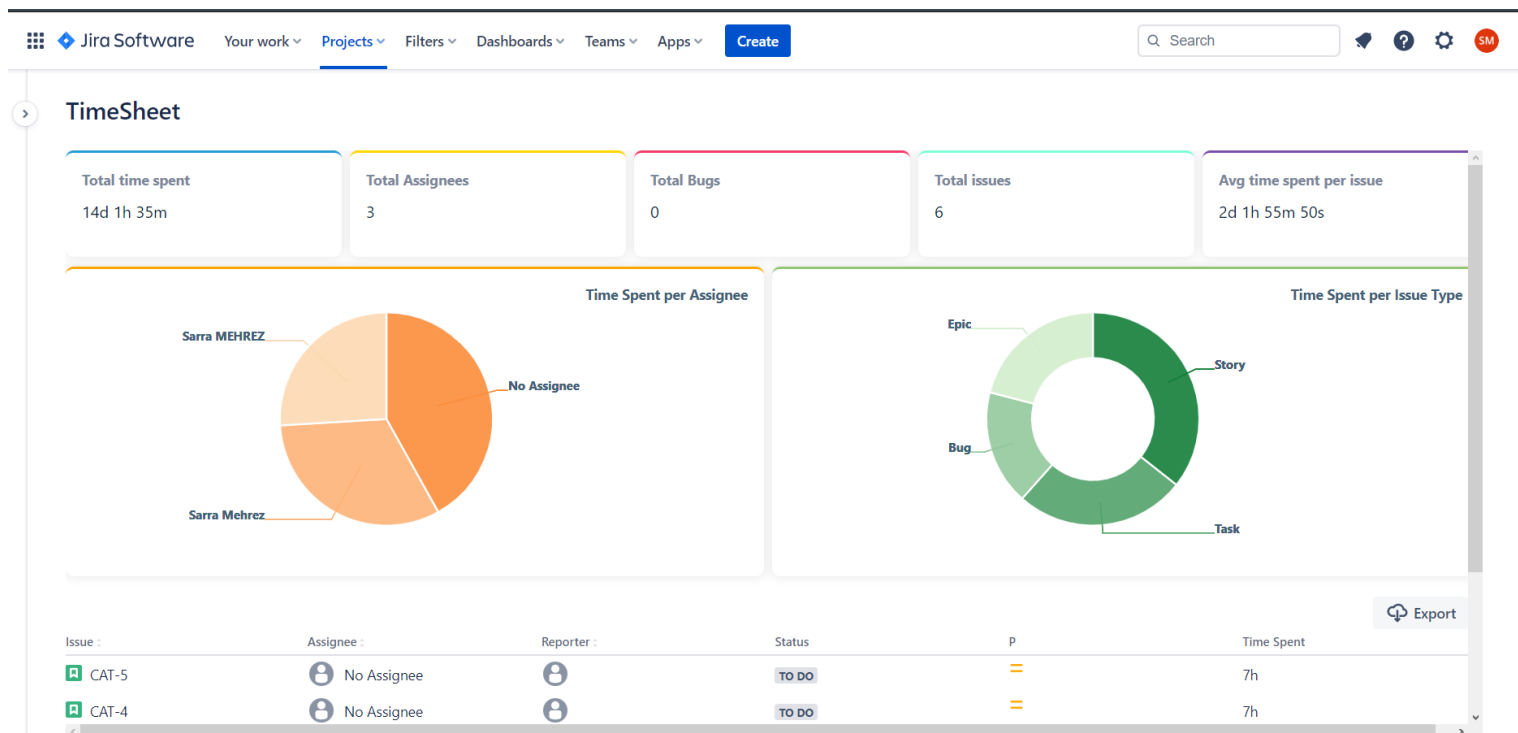 Jira Software Your work Projects Filters Dashboards Teams Apps Create Search ? SM
TimeSheet
Total time spent Total Assignees Total Bugs Total issues Avg time spent per issue
14d 1h 35m 3 0 6 2d 1h 55m 50s
Time Spent per Assignee
Sarra MEHREZ
No Assignee
Sarra Mehrez
Time Spent per Issue Type
Epic
Story
Bug
Task
Export
Issue Assignee Reporter Status P Time Spent
CAT-5 No Assignee TO DO 7h
CAT-4 No Assignee TO DO 7h